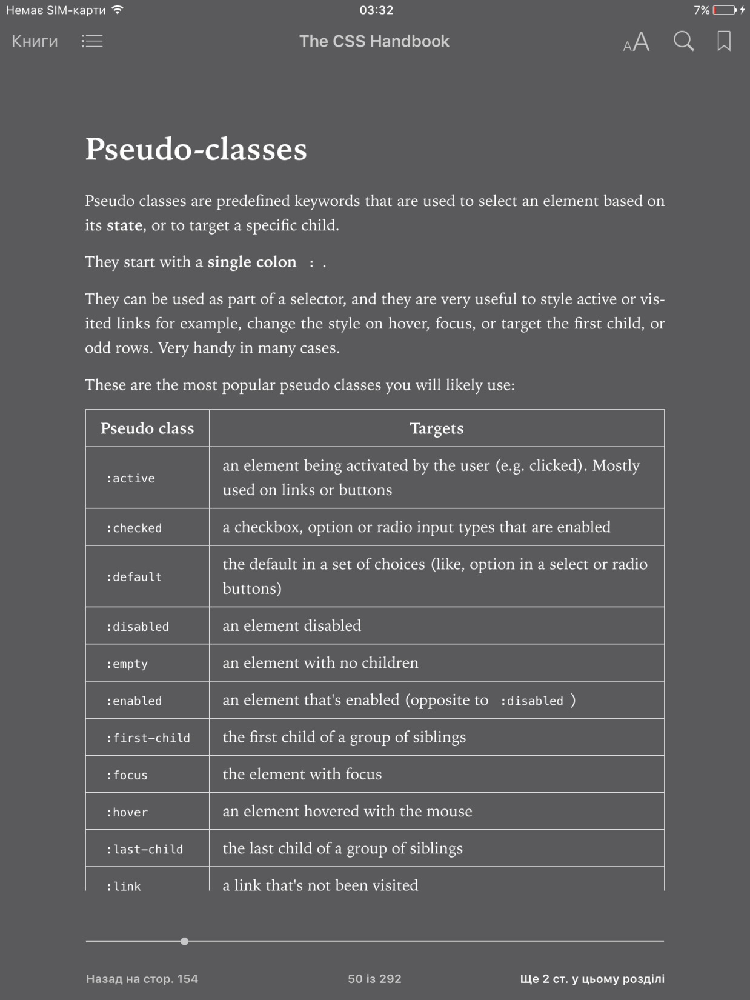 Немає SIM-карти 03:32 7%
Книги The CSS Handbook AA
Pseudo-classes
Pseudo classes are predefined keywords that are used to select an element based on
its state, or to target a specific child.
They start with a single colon : .
They can be used as part of a selector, and they are very useful to style active or vis-
ited links for example, change the style on hover, focus, or target the first child, or
odd rows. Very handy in many cases.
These are the most popular pseudo classes you will likely use:
Pseudo class Targets
:active an element being activated by the user (e.g. clicked). Mostly
used on links or buttons
:checked a checkbox, option or radio input types that are enabled
:default the default in a set of choices (like, option in a select or radio
buttons)
:disabled an element disabled
:empty an element with no children
:enabled an element that's enabled (opposite to :disabled )
:first-child the first child of a group of siblings
:focus the element with focus
:hover an element hovered with the mouse
:last-child the last child of a group of siblings
:link a link that's not been visited
Назад на стор. 154 50 із 292 Ще 2 ст. у цьому розділі